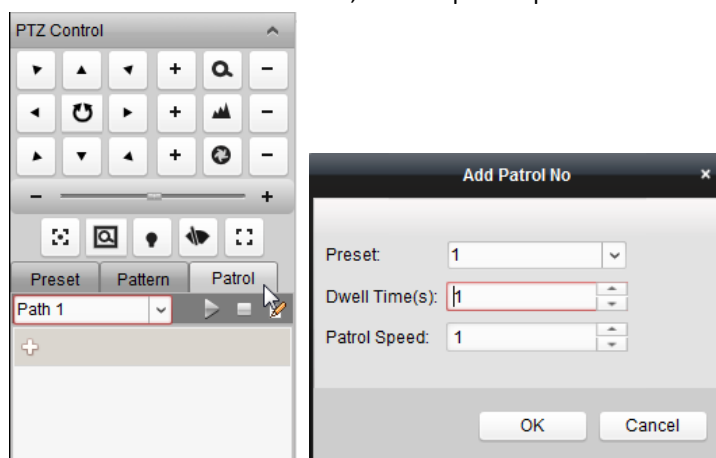 PTZ Control
Preset Pattern Patrol
Path 1
Add Patrol No
Preset: 1
Dwell Time(s): 1
Patrol Speed: 1
OK Cancel